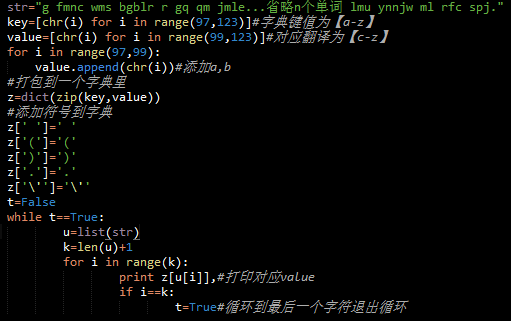 str="g fmnc wms bgblr r gq qm jmle...省略n个单词 lmu ynnjw ml rfc spj."
key=[chr(i) for i in range(97,123)]#字典键值为【a-z】
value=[chr(i) for i in range(99,123)]#对应翻译为【c-z】
for i in range(97,99):
    value.append(chr(i))#添加a,b
#打包到一个字典里
z=dict(zip(key,value))
#添加符号到字典
z[' ']=' '
z['(']='('
z[')']=')'
z['.']='.'
z['\'']='\''
t=False
while t==True:
        u=list(str)
        k=len(u)+1
        for i in range(k):
                print z[u[i]],#打印对应value
                if i==k:
                        t=True#循环到最后一个字符退出循环